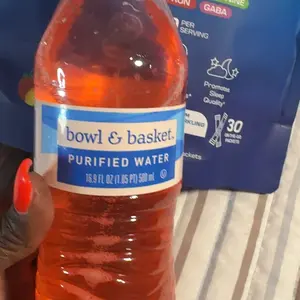 GABA
PER
SERVING
Promote
Sleep
Quality*
30
bowl & basket.
PURIFIED WATER
16.9 FL OZ (1.05 PT) 500 ml